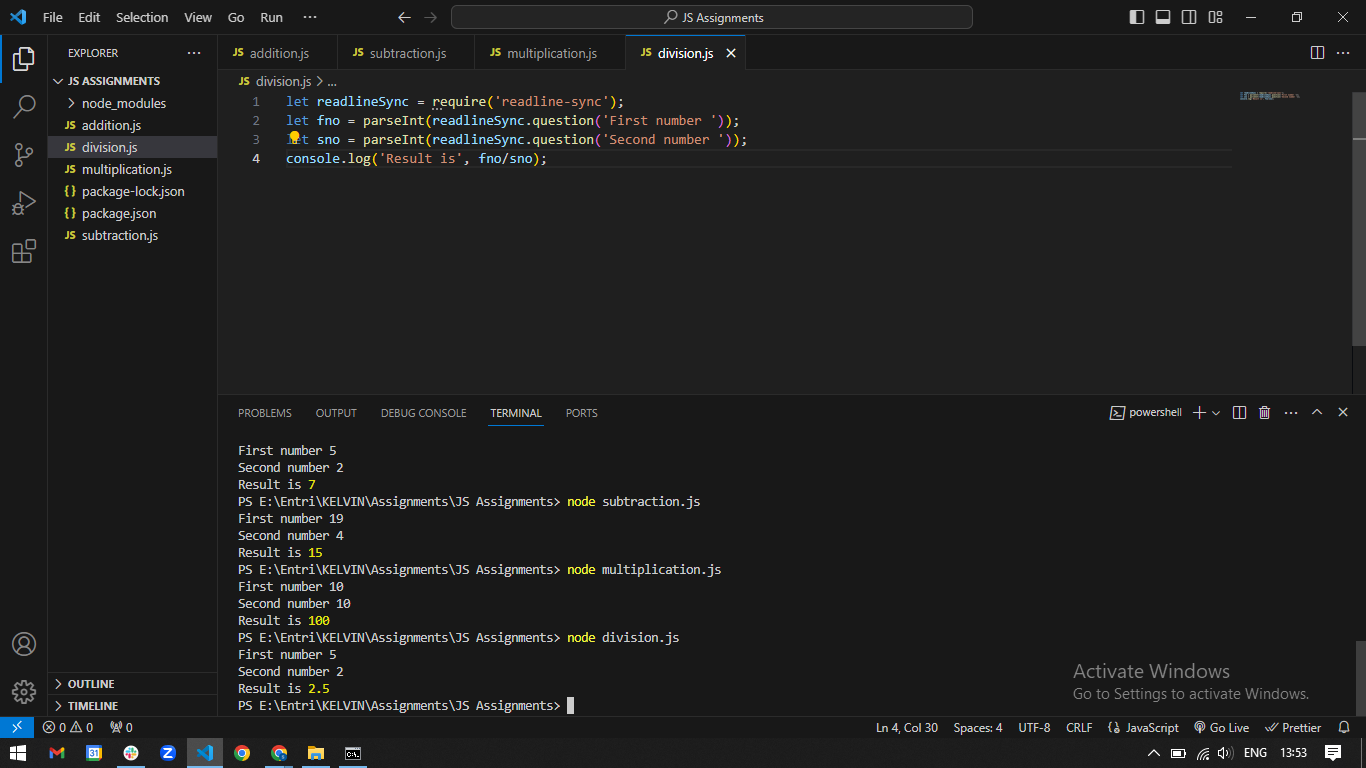 File Edit Selection View Go Run ···
JS Assignments
EXPLORER ···
JS ASSIGNMENTS
node_modules
JS addition.js
JS division.js
JS multiplication.js
{} package-lock.json
{} package.json
JS subtraction.js
OUTLINE
TIMELINE
JS addition.js JS subtraction.js JS multiplication.js JS division.js
JS division.js > ...
1 let readlineSync = require('readline-sync');
2 let fno = parseInt(readlineSync.question('First number '));
3 let sno = parseInt(readlineSync.question('Second number '));
4 console.log('Result is', fno/sno);
PROBLEMS OUTPUT DEBUG CONSOLE TERMINAL PORTS
powershell
First number 5
Second number 2
Result is 7
PS E:\Entri\KELVIN\Assignments\JS Assignments> node subtraction.js
First number 19
Second number 4
Result is 15
PS E:\Entri\KELVIN\Assignments\JS Assignments> node multiplication.js
First number 10
Second number 10
Result is 100
PS E:\Entri\KELVIN\Assignments\JS Assignments> node division.js
First number 5
Second number 2
Result is 2.5
PS E:\Entri\KELVIN\Assignments\JS Assignments>
Activate Windows
Go to Settings to activate Windows.
0 0 0
Ln 4, Col 30 Spaces: 4 UTF-8 CRLF {} JavaScript Go Live Prettier
31
ENG 13:53